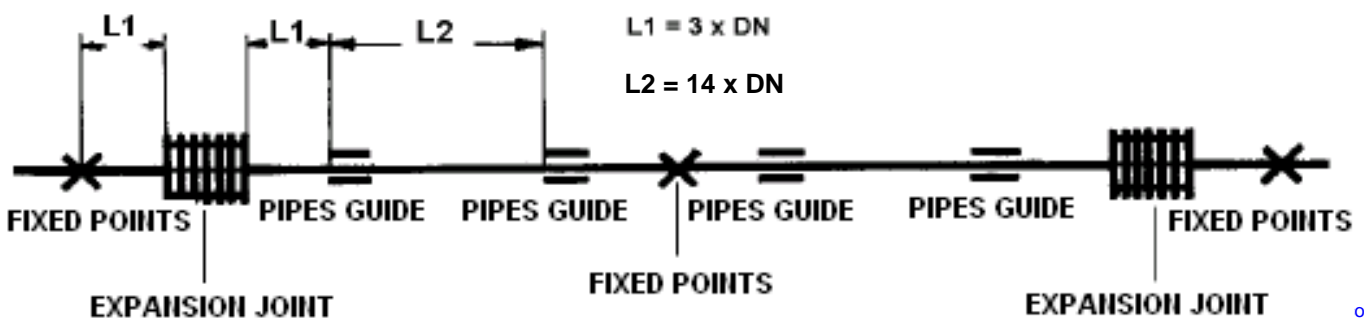 L1
L1
L2
L1 = 3 x DN
L2 = 14 x DN
FIXED POINTS
PIPES GUIDE
PIPES GUIDE
PIPES GUIDE
PIPES GUIDE
FIXED POINTS
FIXED POINTS
EXPANSION JOINT
EXPANSION JOINT
o